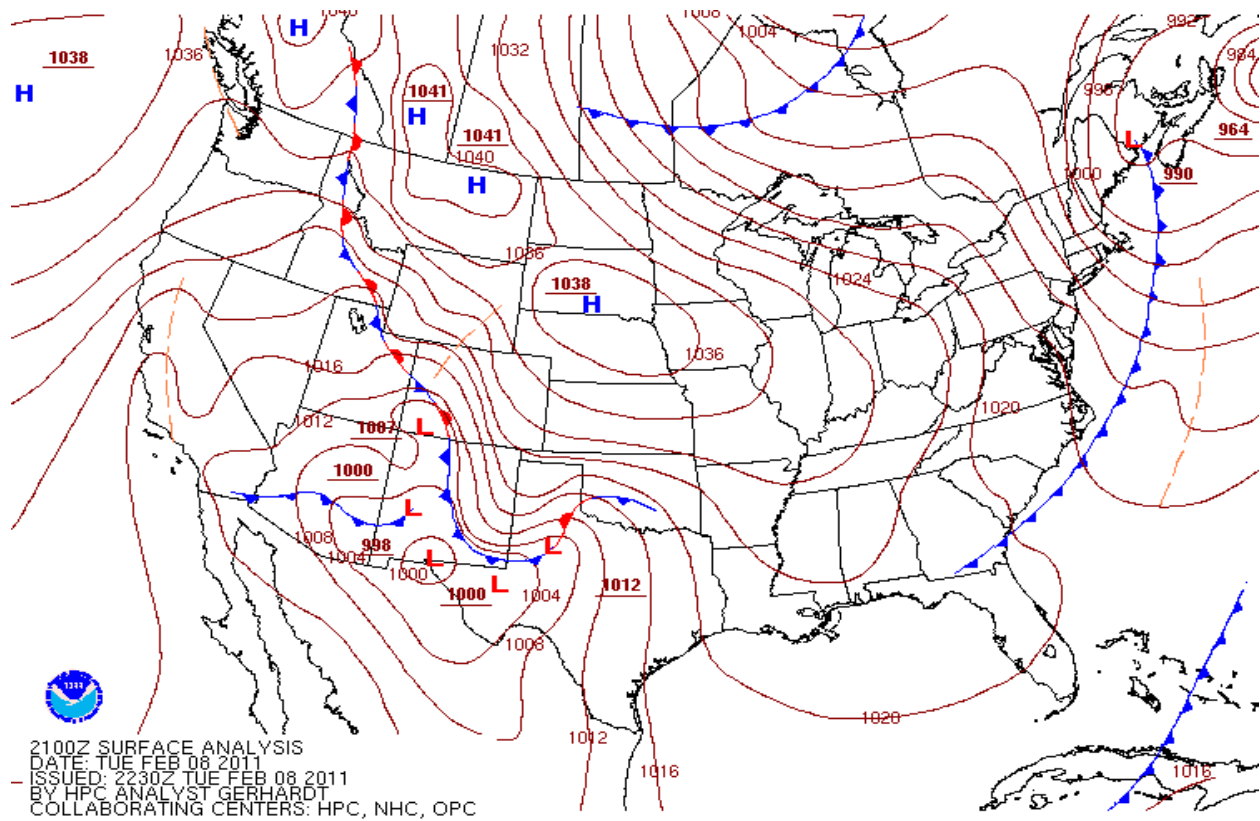 1040
1008
992
1038
1036
1032
1004
984
H
996
1041
H
H
1041
964
L
1040
1000
990
H
1036
1038
1024
H
1036
1016
1020
1012
1007
L
1000
L
1008
998
L
L
1004
1000
L
1000
1004
1012
1008
1020
1012
1016
1016
2100Z SURFACE ANALYSIS
DATE: TUE FEB 08 2011
ISSUED: 2230Z TUE FEB 08 2011
BY HPC ANALYST GERHARDT
COLLABORATING CENTERS: HPC, NHC, OPC